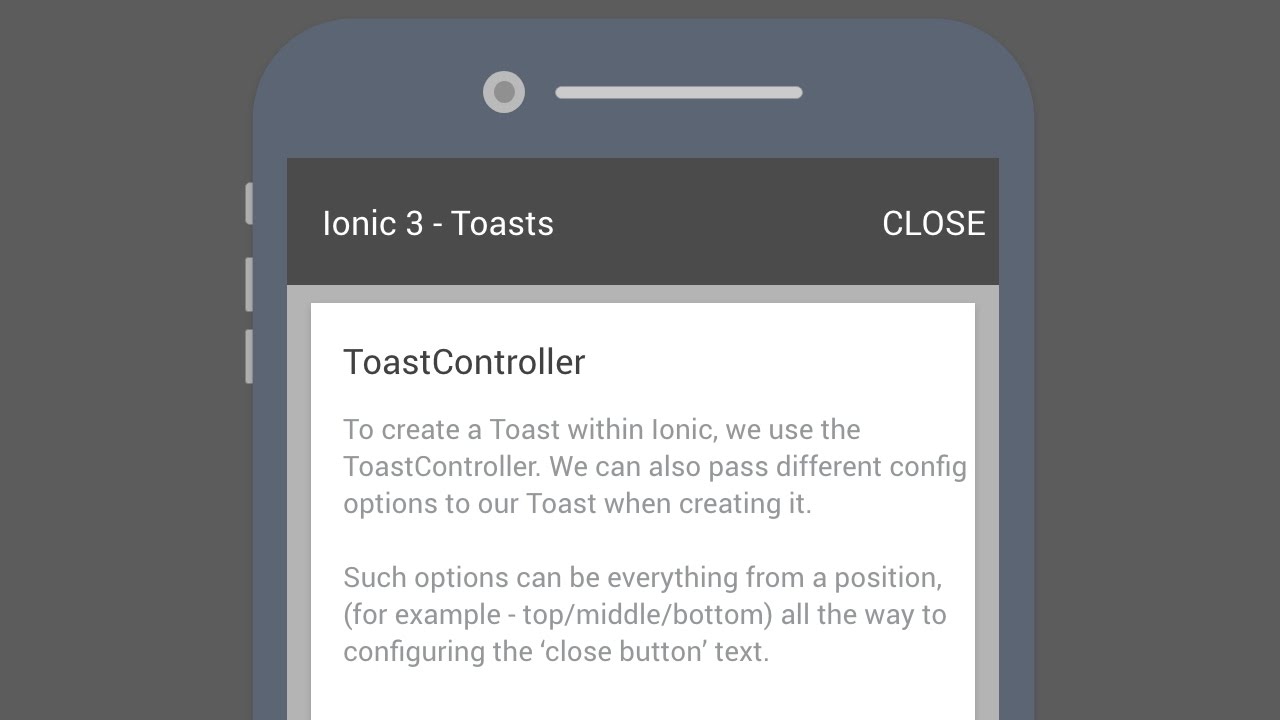 Ionic 3 - Toasts
CLOSE
ToastController
To create a Toast within Ionic, we use the
ToastController. We can also pass different config
options to our Toast when creating it.
Such options can be everything from a position,
(for example - top/middle/bottom) all the way to
configuring the ‘close button’ text.